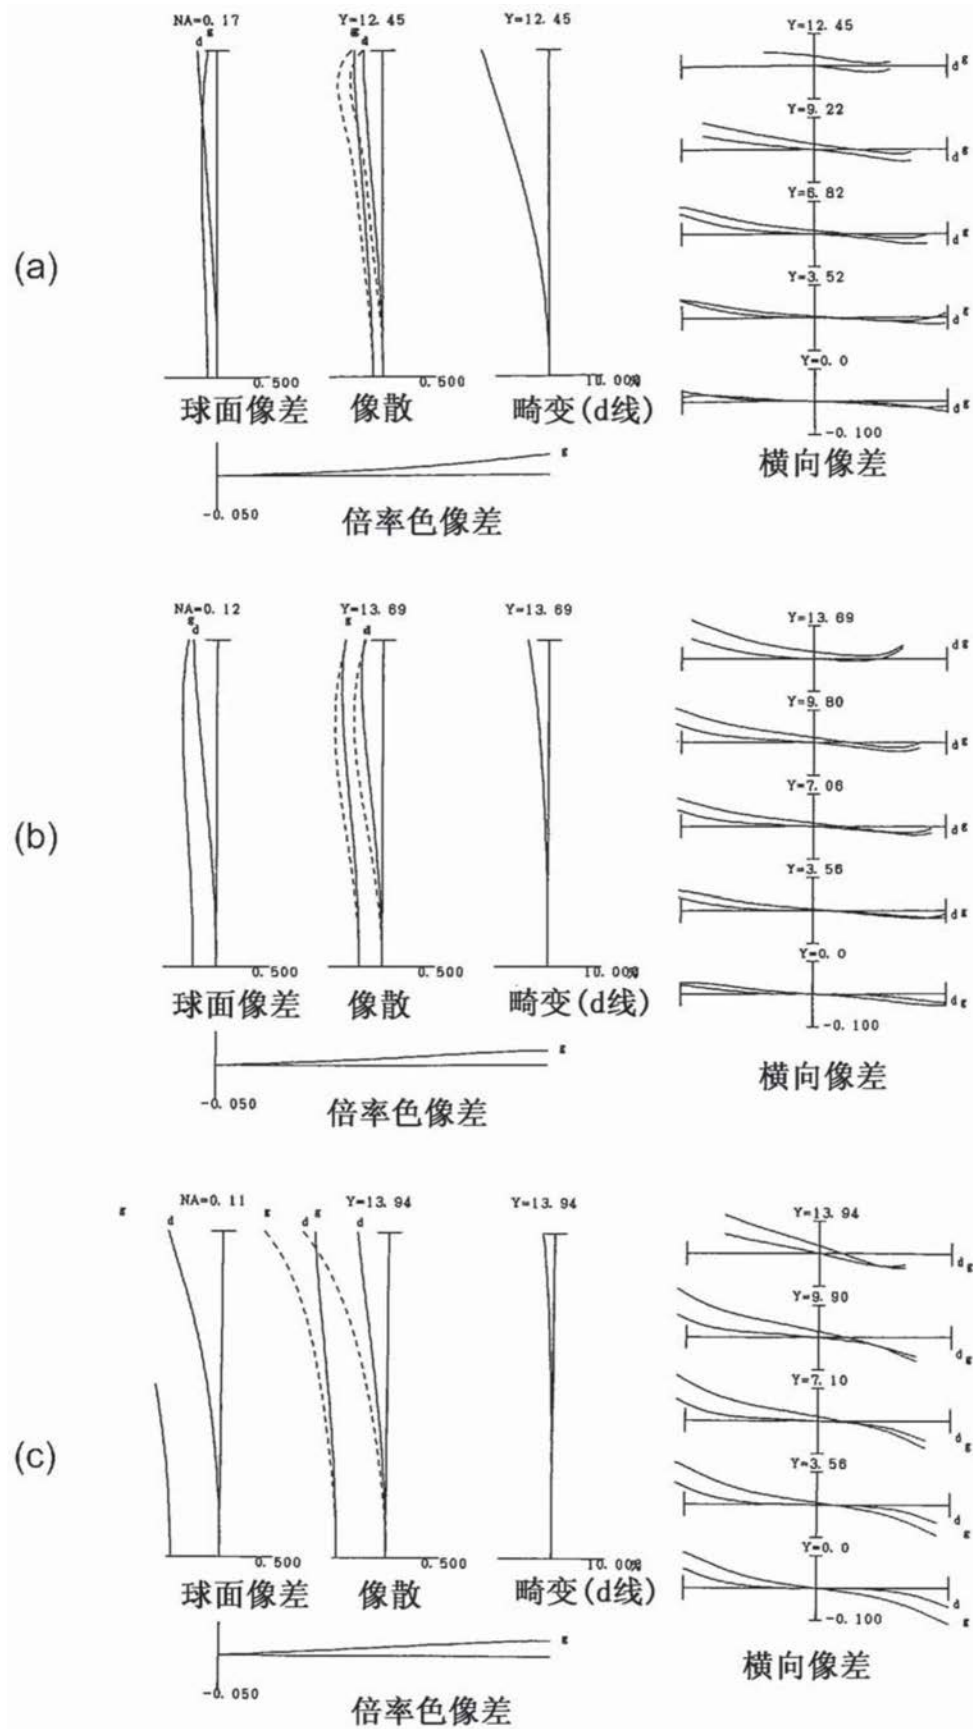 (a)
NA=0.17
g
d
0.500
球面像差
Y=12.45
g
d
0.500
像散
Y=12.45
10.00%
畸变(d线)
g
-0.050
倍率色像差
Y=12.45
d g
Y=9.22
d g
Y=6.82
d g
Y=3.52
d g
Y=0.0
d g
-0.100
横向像差
(b)
NA=0.12
g
d
0.500
球面像差
Y=13.69
g
d
0.500
像散
Y=13.69
10.00%
畸变(d线)
g
-0.050
倍率色像差
Y=13.69
d g
Y=9.80
d g
Y=7.06
d g
Y=3.56
d g
Y=0.0
d g
-0.100
横向像差
(c)
NA=0.11
g
d
0.500
球面像差
Y=13.94
g
d
g
d
0.500
像散
Y=13.94
10.00%
畸变(d线)
g
-0.050
倍率色像差
Y=13.94
d g
Y=9.90
d g
Y=7.10
d g
Y=3.56
d
g
Y=0.0
d
g
-0.100
横向像差